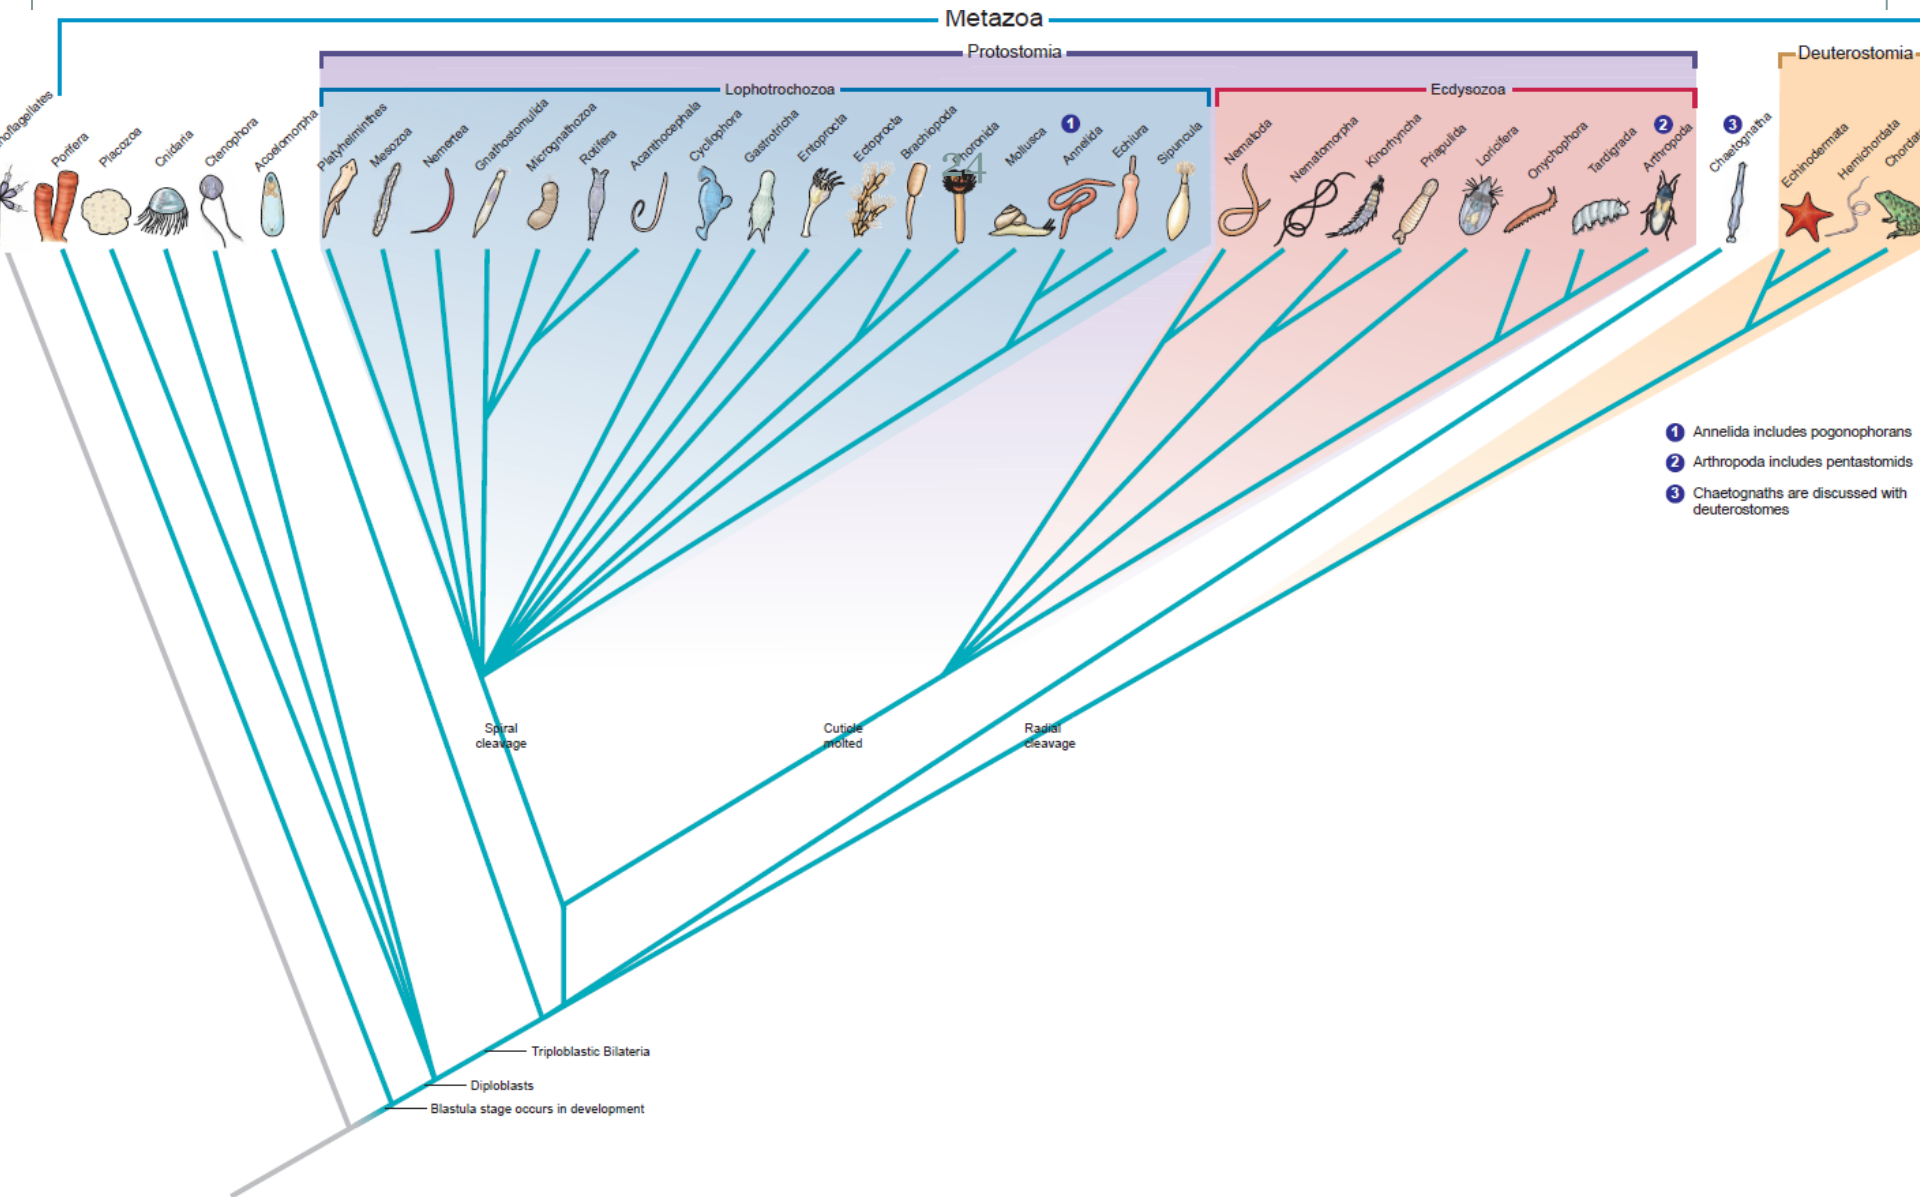 Metazoa
Protostomia
Deuterostomia
Lophotrochozoa
Ecdysozoa
Porifera
Placozoa
Cnidaria
Ctenophora
Acoelomorpha
Platyhelminthes
Mesozoa
Nemertea
Gnathostomulida
Micrognathozoa
Rotifera
Acanthocephala
Cycliophora
Gastrotricha
Entoprocta
Ectoprocta
Brachiopoda
Phoronida
24
Mollusca
1
Annelida
Echiura
Sipuncula
Nematoda
Nematomorpha
Kinorhyncha
Priapulida
Loricifera
Onychophora
Tardigrada
2
Arthropoda
3
Chaetognatha
Echinodermata
Hemichordata
1 Annelida includes pogonophorans
2 Arthropoda includes pentastomids
3 Chaetognaths are discussed with
deuterostomes
Spiral
cleavage
Cuticle
molted
Radial
cleavage
Triploblastic Bilateria
Diploblasts
Blastula stage occurs in development